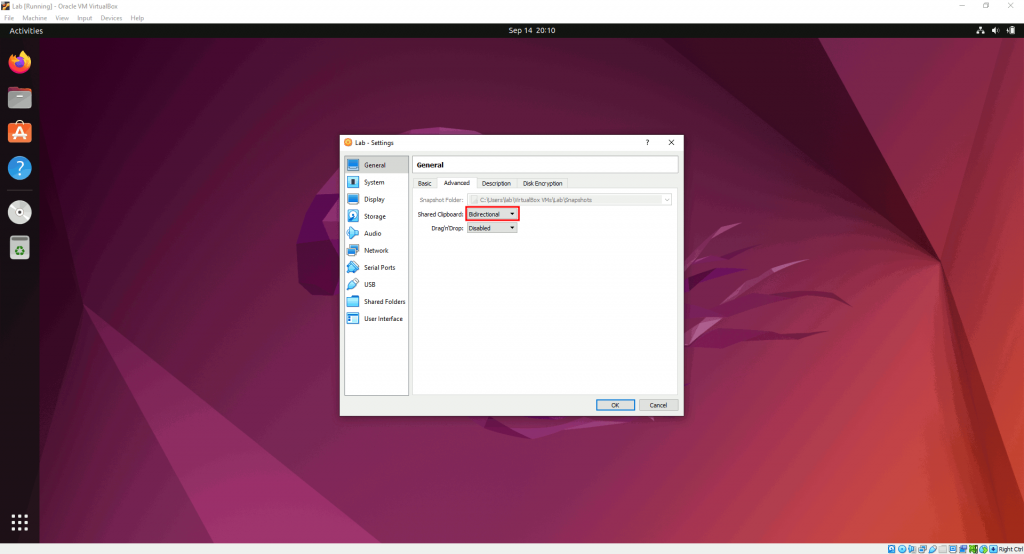 Lab [Running] - Oracle VM VirtualBox
File Machine View Input Devices Help
Activities
Sep 14 20:10
Lab - Settings
General
System
Display
Storage
Audio
Network
Serial Ports
USB
Shared Folders
User Interface
General
Basic Advanced Description Disk Encryption
Snapshot Folder: C:\Users\lab\VirtualBox VMs\Lab\Snapshots
Shared Clipboard: Bidirectional
Drag'n'Drop: Disabled
OK Cancel
Right Ctrl